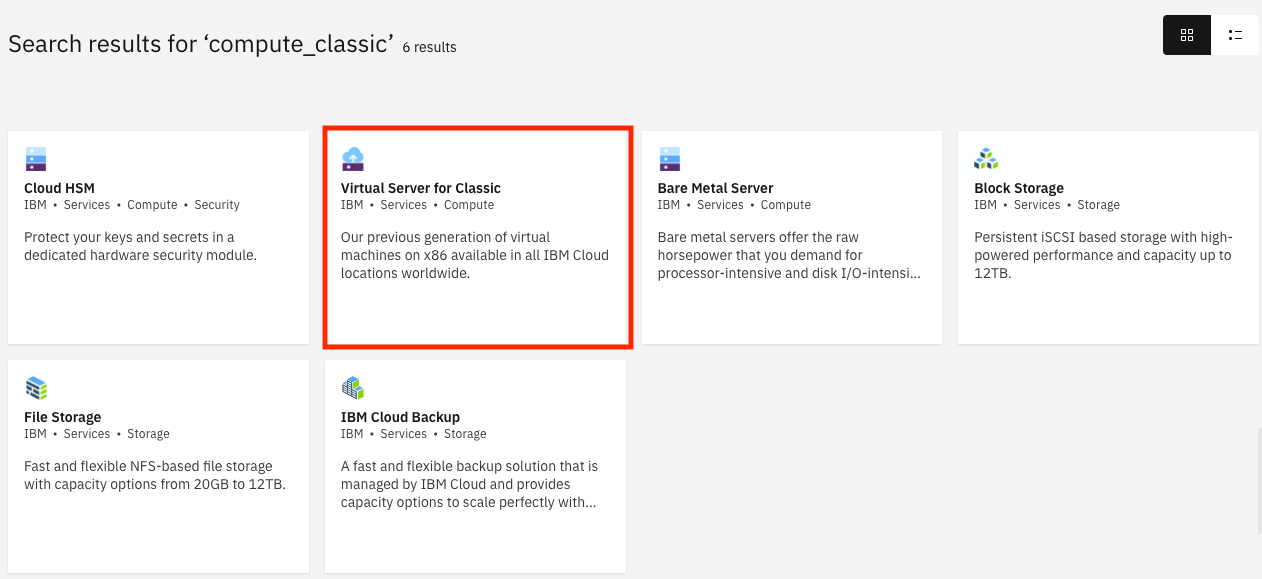 Search results for ‘compute_classic’ 6 results
Cloud HSM
IBM • Services • Compute • Security
Protect your keys and secrets in a
dedicated hardware security module.
Virtual Server for Classic
IBM • Services • Compute
Our previous generation of virtual
machines on x86 available in all IBM Cloud
locations worldwide.
Bare Metal Server
IBM • Services • Compute
Bare metal servers offer the raw
horsepower that you demand for
processor-intensive and disk I/O-intensi...
Block Storage
IBM • Services • Storage
Persistent iSCSI based storage with high-
powered performance and capacity up to
12TB.
File Storage
IBM • Services • Storage
Fast and flexible NFS-based file storage
with capacity options from 20GB to 12TB.
IBM Cloud Backup
IBM • Services • Storage
A fast and flexible backup solution that is
managed by IBM Cloud and provides
capacity options to scale perfectly with...